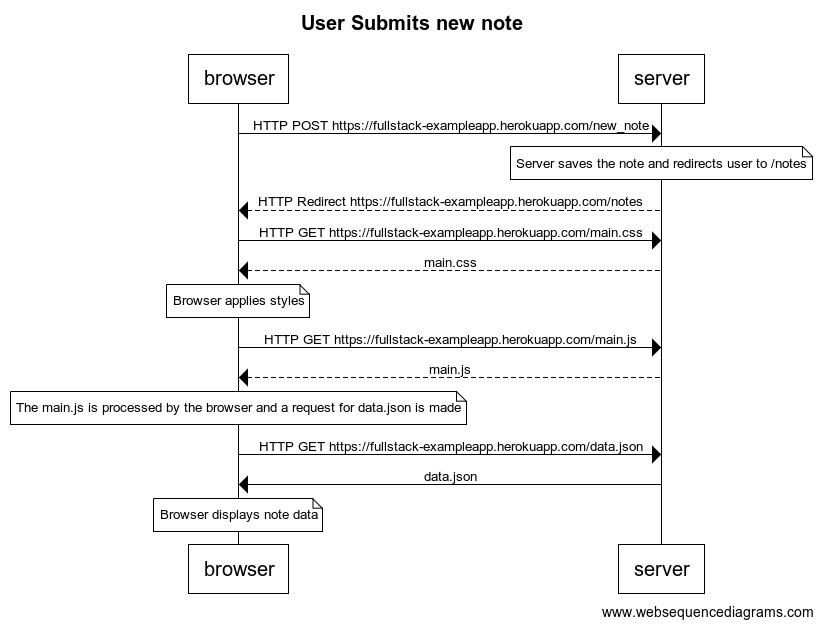 User Submits new note
browser
server
HTTP POST https://fullstack-exampleapp.herokuapp.com/new_note
Server saves the note and redirects user to /notes
HTTP Redirect https://fullstack-exampleapp.herokuapp.com/notes
HTTP GET https://fullstack-exampleapp.herokuapp.com/main.css
main.css
Browser applies styles
HTTP GET https://fullstack-exampleapp.herokuapp.com/main.js
main.js
The main.js is processed by the browser and a request for data.json is made
HTTP GET https://fullstack-exampleapp.herokuapp.com/data.json
data.json
Browser displays note data
browser
server
www.websequencediagrams.com